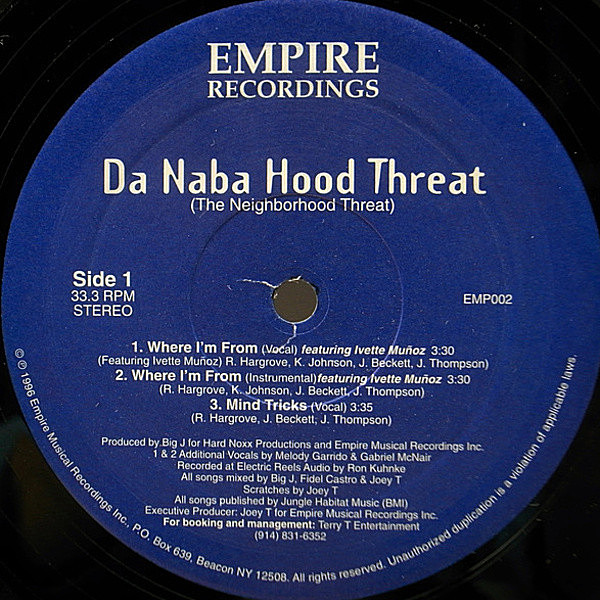 EMPIRE
RECORDINGS
Da Naba Hood Threat
(The Neighborhood Threat)
Side 1
33.3 RPM
STEREO
EMP002
1. Where I'm From (Vocal) featuring Ivette Muñoz 3:30
(Featuring Ivette Muñoz) R. Hargrove, K. Johnson, J. Beckett, J. Thompson)
2. Where I'm From (Instrumental) featuring Ivette Muñoz 3:30
(R. Hargrove, K. Johnson, J. Beckett, J. Thompson)
3. Mind Tricks (Vocal) 3:35
(R. Hargrove, J. Beckett, J. Thompson)
Produced by Big J for Hard Noxx Productions and Empire Musical Recordings Inc.
1 & 2 Additional Vocals by Melody Garrido & Gabriel McNair
Recorded at Electric Reels Audio by Ron Kuhnke
All songs mixed by Big J, Fidel Castro & Joey T
Scratches by Joey T
All songs published by Jungle Habitat Music (BMI)
Executive Producer: Joey T for Empire Musical Recordings Inc.
For booking and management: Terry T Entertainment
(914) 831-6352
© ℗ 1996 Empire Musical Recordings Inc., P.O. Box 639, Beacon NY 12508. All rights reserved. Unauthorized duplication is a violation of applicable laws.